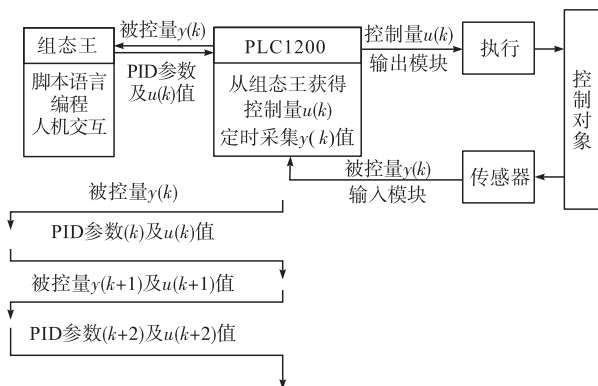 组态王
脚本语言
编程
人机交互
被控量y(k)
PID参数
及u(k)值
PLC1200
从组态王获得
控制量u(k)
定时采集y(k)值
控制量u(k)
输出模块
执行
控制对象
被控量y(k)
输入模块
传感器
被控量y(k)
PID参数(k)及u(k)值
被控量y(k+1)及u(k+1)值
PID参数(k+2)及u(k+2)值